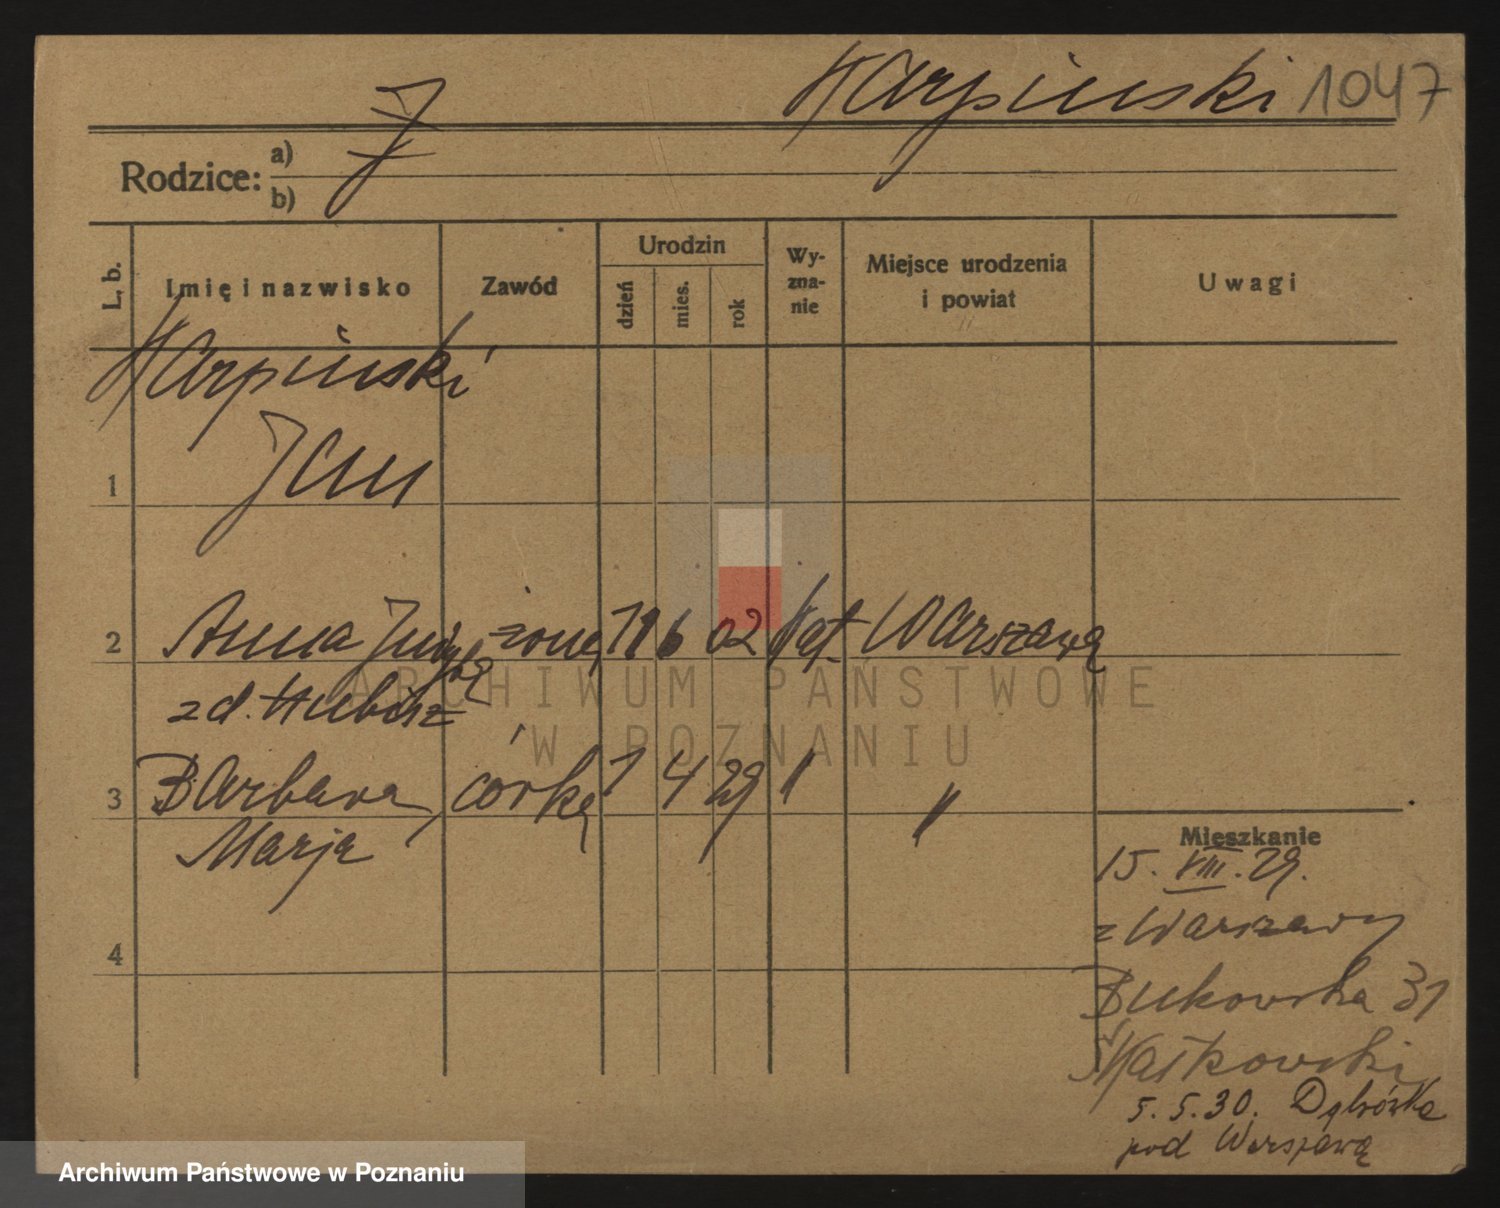 Karpiński 1047
J
Rodzice: a)
b)
L. b.
Imię i nazwisko
Zawód
Urodzin
dzień
mies.
rok
Wy-
zna-
nie
Miejsce urodzenia
i powiat
Uwagi
Karpiński
1 Jan
2 Anna żona 19 6 02 kat. Warszawa
z d.
3 Barbara, córka 1 4 29 " "
Marja
4
Mieszkanie
15. VIII. 29.
z Warszawy
Bukowska 31
5. 5. 30. Dąbrówka
pod Warszawą
ARCHIWUM PAŃSTWOWE
W POZNANIU
Archiwum Państwowe w Poznaniu